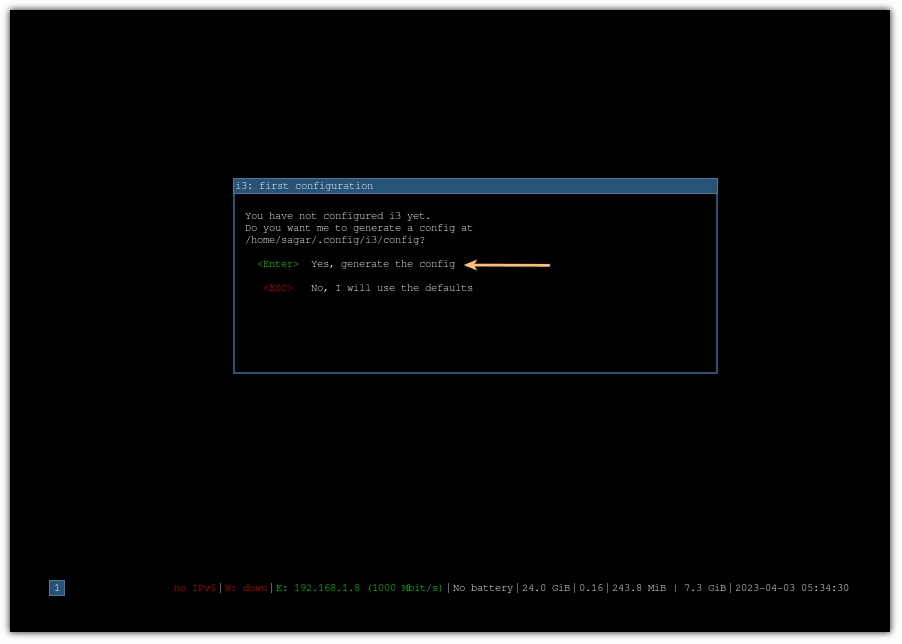 i3: first configuration
You have not configured i3 yet.
Do you want me to generate a config at
/home/sagar/.config/i3/config?
<Enter> Yes, generate the config
<ESC> No, I will use the defaults
1 no IPv6|W: down|E: 192.168.1.8 (1000 Mbit/s)|No battery|24.0 GiB|0.16|243.8 MiB | 7.3 GiB|2023-04-03 05:34:30